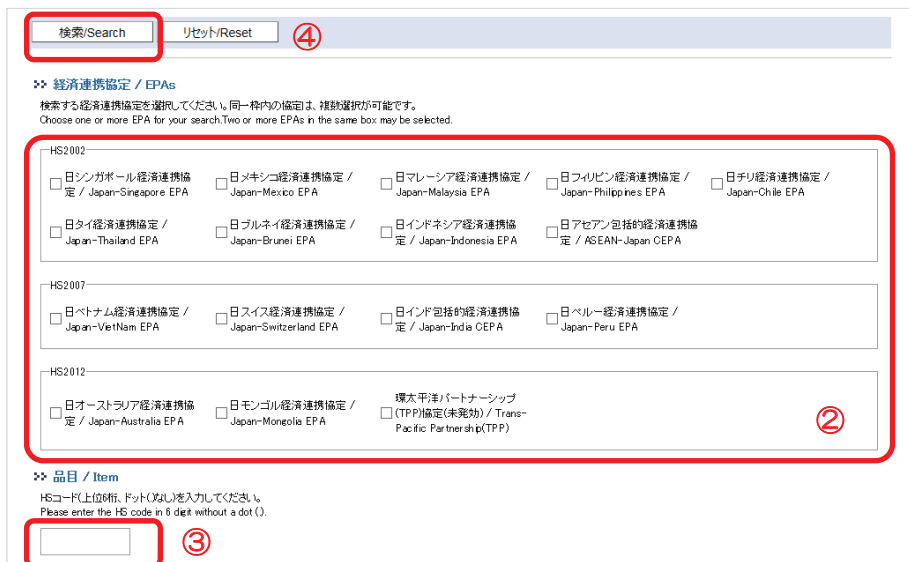 検索/Search リセット/Reset ④
経済連携協定 / EPAs
検索する経済連携協定を選択してください。同一枠内の協定は、複数選択が可能です。
Choose one or more EPA for your search.Two or more EPAs in the same box may be selected.
HS2002
日シンガポール経済連携協定 / Japan-Singapore EPA
日メキシコ経済連携協定 / Japan-Mexico EPA
日マレーシア経済連携協定 / Japan-Malaysia EPA
日フィリピン経済連携協定 / Japan-Philippines EPA
日チリ経済連携協定 / Japan-Chile EPA
日タイ経済連携協定 / Japan-Thailand EPA
日ブルネイ経済連携協定 / Japan-Brunei EPA
日インドネシア経済連携協定 / Japan-Indonesia EPA
日アセアン包括的経済連携協定 / ASEAN-Japan CEPA
HS2007
日ベトナム経済連携協定 / Japan-VietNam EPA
日スイス経済連携協定 / Japan-Switzerland EPA
日インド包括的経済連携協定 / Japan-India CEPA
日ペルー経済連携協定 / Japan-Peru EPA
HS2012
日オーストラリア経済連携協定 / Japan-Australia EPA
日モンゴル経済連携協定 / Japan-Mongolia EPA
環太平洋パートナーシップ(TPP)協定(未発効) / Trans-Pacific Partnership(TPP)
②
品目 / Item
HSコード(上位6桁、ドット(.)なし)を入力してください。
Please enter the HS code in 6 digit without a dot (.).
③